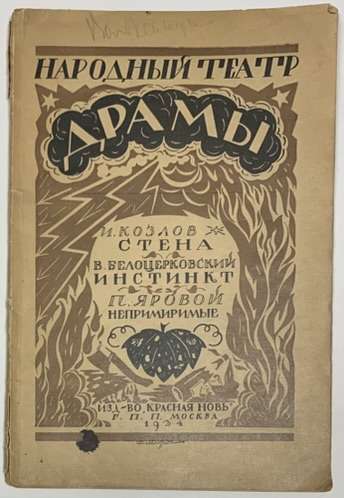 НАРОДНЫЙ ТЕАТР
ДРАМЫ
И. КОЗЛОВ
СТЕНА
В. БЕЛОЦЕРКОВСКИЙ
ИНСТИНКТ
П. ЯРОВОЙ
НЕПРИМИРИМЫЕ
ИЗД-ВО „КРАСНАЯ НОВЬ"
Г. П. П. МОСКВА
1924